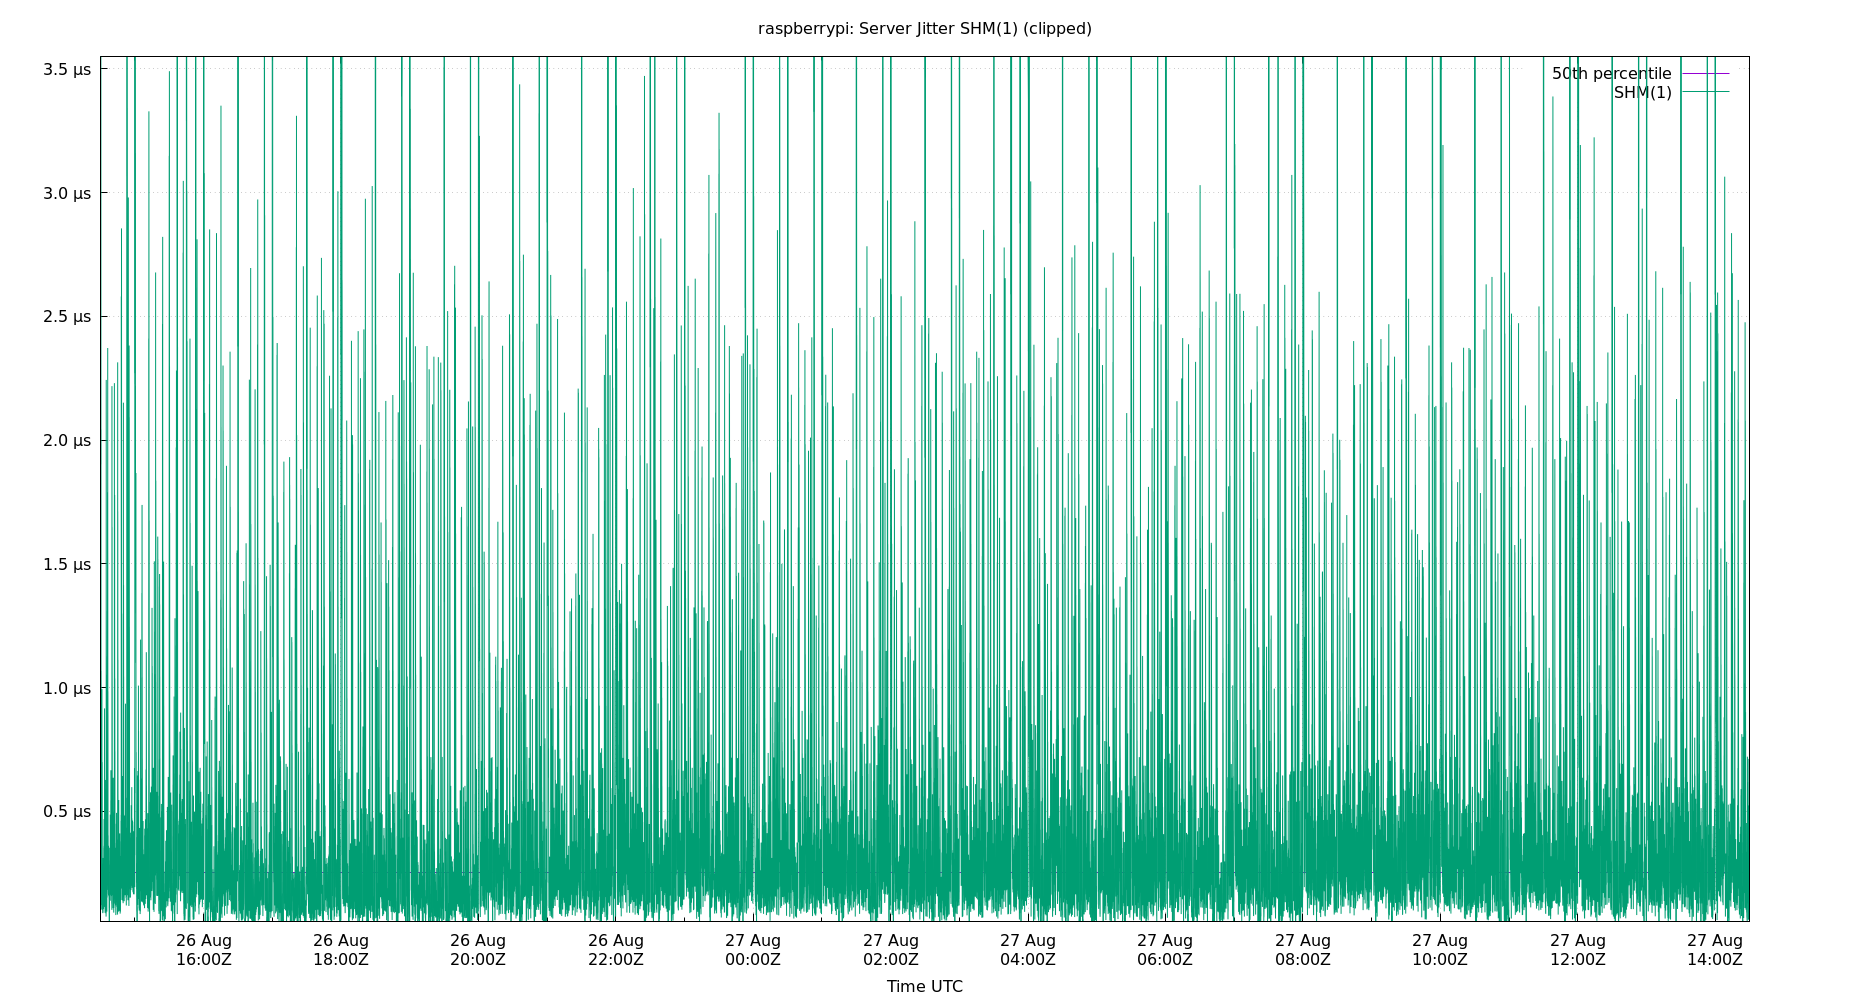 raspberrypi: Server Jitter SHM(1) (clipped)
3.5 µs
3.0 µs
2.5 µs
2.0 µs
1.5 µs
1.0 µs
0.5 µs
50th percentile
SHM(1)
26 Aug 26 Aug 26 Aug 26 Aug 27 Aug 27 Aug 27 Aug 27 Aug 27 Aug 27 Aug 27 Aug 27 Aug
16:00Z 18:00Z 20:00Z 22:00Z 00:00Z 02:00Z 04:00Z 06:00Z 08:00Z 10:00Z 12:00Z 14:00Z
Time UTC